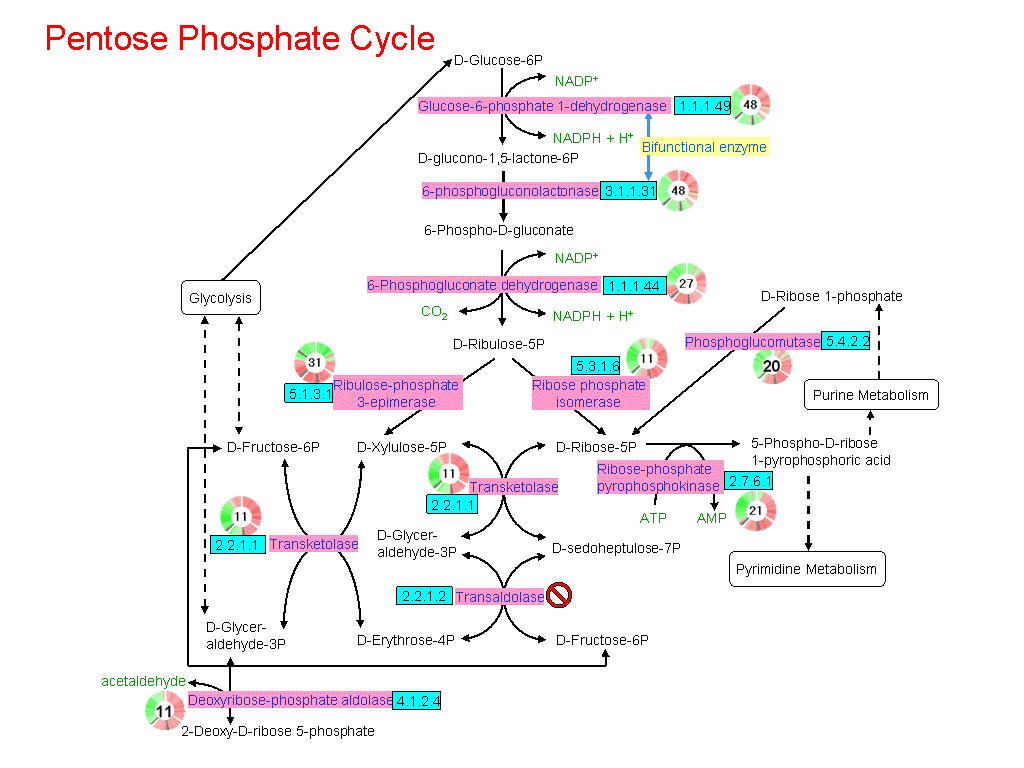 Pentose Phosphate Cycle
D-Glucose-6P
NADP+
Glucose-6-phosphate 1-dehydrogenase
1.1.1.49
48
NADPH + H+
Bifunctional enzyme
D-glucono-1,5-lactone-6P
6-phosphogluconolactonase
3.1.1.31
48
6-Phospho-D-gluconate
NADP+
6-Phosphogluconate dehydrogenase
1.1.1.44
27
Glycolysis
CO2
NADPH + H+
D-Ribose 1-phosphate
D-Ribulose-5P
Phosphoglucomutase
5.4.2.2
20
31
5.1.3.1
Ribulose-phosphate
3-epimerase
5.3.1.6
11
Ribose phosphate
isomerase
Purine Metabolism
D-Fructose-6P
D-Xylulose-5P
D-Ribose-5P
5-Phospho-D-ribose
1-pyrophosphoric acid
11
2.2.1.1
Transketolase
Ribose-phosphate
pyrophosphokinase
2.7.6.1
21
ATP
AMP
11
2.2.1.1
Transketolase
D-Glycer-
aldehyde-3P
D-sedoheptulose-7P
Pyrimidine Metabolism
2.2.1.2
Transaldolase
D-Glycer-
aldehyde-3P
D-Erythrose-4P
D-Fructose-6P
acetaldehyde
11
Deoxyribose-phosphate aldolase
4.1.2.4
2-Deoxy-D-ribose 5-phosphate